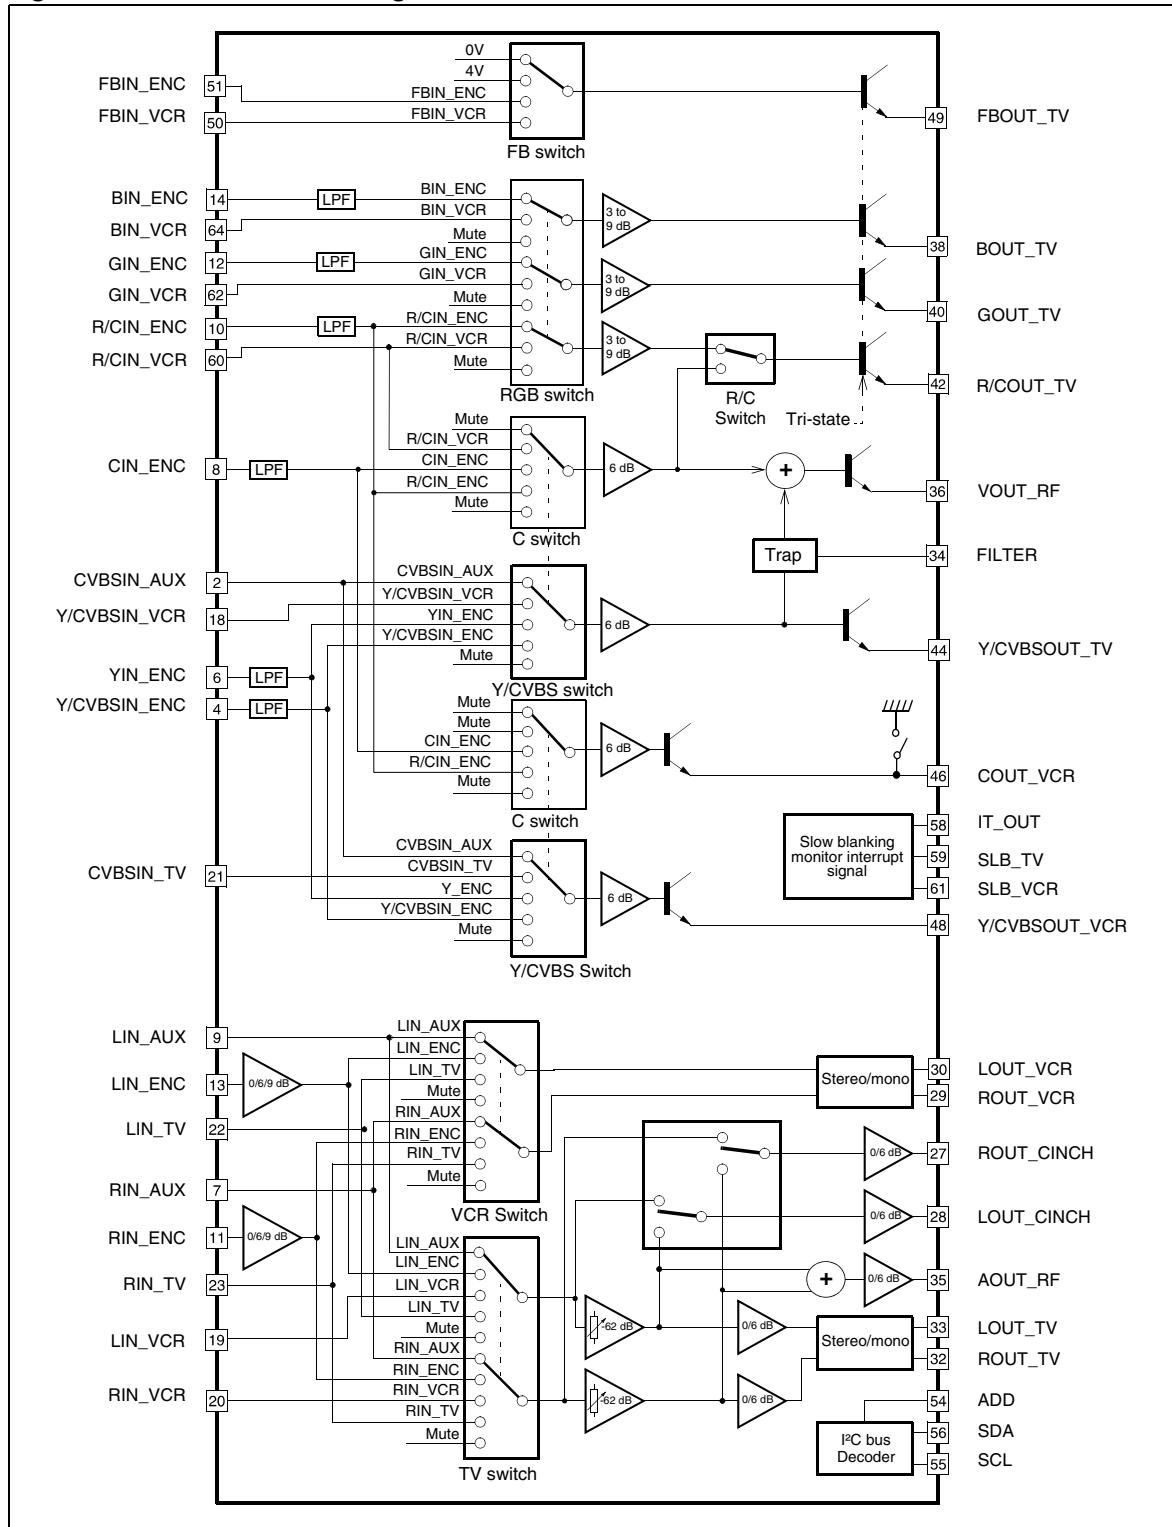 0V
4V
FBIN_ENC 51 FBIN_ENC
FBIN_VCR 50 FBIN_VCR
FB switch
49 FBOUT_TV
BIN_ENC 14 LPF BIN_ENC
BIN_VCR 64 BIN_VCR
Mute
3 to
9 dB
38 BOUT_TV
GIN_ENC 12 LPF GIN_ENC
GIN_VCR 62 GIN_VCR
Mute
3 to
9 dB
40 GOUT_TV
R/CIN_ENC 10 LPF R/CIN_ENC
R/CIN_VCR 60 R/CIN_VCR
Mute
3 to
9 dB
RGB switch
R/C
Switch
Tri-state
42 R/COUT_TV
Mute
R/CIN_VCR
CIN_ENC 8 LPF CIN_ENC
R/CIN_ENC
Mute
6 dB
+
36 VOUT_RF
C switch
Trap
34 FILTER
CVBSIN_AUX 2 CVBSIN_AUX
Y/CVBSIN_VCR 18 Y/CVBSIN_VCR
YIN_ENC
Y/CVBSIN_ENC
Mute
6 dB
44 Y/CVBSOUT_TV
YIN_ENC 6 LPF
Y/CVBSIN_ENC 4 LPF
Y/CVBS switch
Mute
Mute
CIN_ENC
R/CIN_ENC
Mute
6 dB
46 COUT_VCR
C switch
Slow blanking
monitor interrupt
signal
58 IT_OUT
59 SLB_TV
61 SLB_VCR
CVBSIN_AUX
CVBSIN_TV 21 CVBSIN_TV
Y_ENC
Y/CVBSIN_ENC
Mute
6 dB
48 Y/CVBSOUT_VCR
Y/CVBS Switch
LIN_AUX 9 LIN_AUX
LIN_ENC 13 0/6/9 dB LIN_ENC
LIN_TV 22 LIN_TV
Mute
RIN_AUX
RIN_ENC
RIN_TV
Mute
VCR Switch
Stereo/mono
30 LOUT_VCR
29 ROUT_VCR
RIN_AUX 7
RIN_ENC 11 0/6/9 dB
RIN_TV 23
LIN_VCR 19
RIN_VCR 20
0/6 dB 27 ROUT_CINCH
0/6 dB 28 LOUT_CINCH
+ 0/6 dB 35 AOUT_RF
LIN_AUX
LIN_ENC
LIN_VCR
LIN_TV
Mute
RIN_AUX
RIN_ENC
RIN_VCR
RIN_TV
Mute
TV switch
-62 dB 0/6 dB
-62 dB 0/6 dB
Stereo/mono
33 LOUT_TV
32 ROUT_TV
I²C bus
Decoder
54 ADD
56 SDA
55 SCL